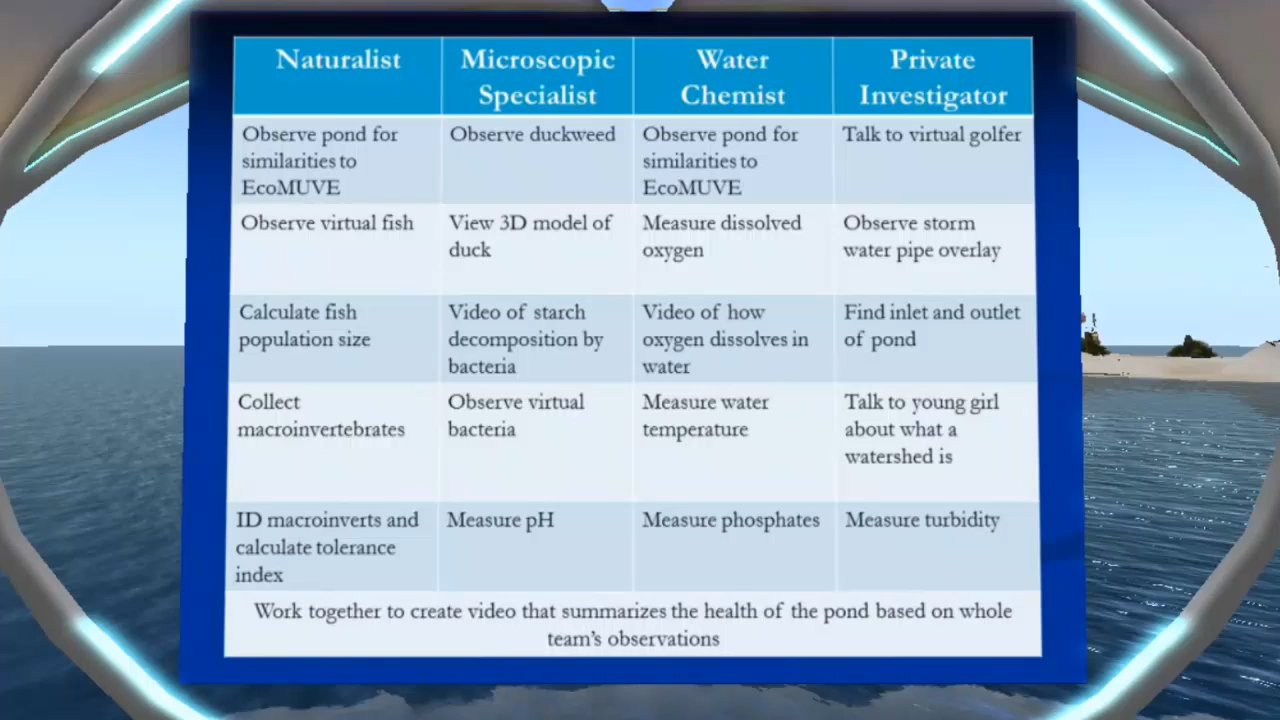 Naturalist
Microscopic
Specialist
Water
Chemist
Private
Investigator
Observe pond for
similarities to
EcoMUVE
Observe duckweed
Observe pond for
similarities to
EcoMUVE
Talk to virtual golfer
Observe virtual fish
View 3D model of
duck
Measure dissolved
oxygen
Observe storm
water pipe overlay
Calculate fish
population size
Video of starch
decomposition by
bacteria
Video of how
oxygen dissolves in
water
Find inlet and outlet
of pond
Collect
macroinvertebrates
Observe virtual
bacteria
Measure water
temperature
Talk to young girl
about what a
watershed is
ID macroinverts and
calculate tolerance
index
Measure pH
Measure phosphates
Measure turbidity
Work together to create video that summarizes the health of the pond based on whole
team's observations